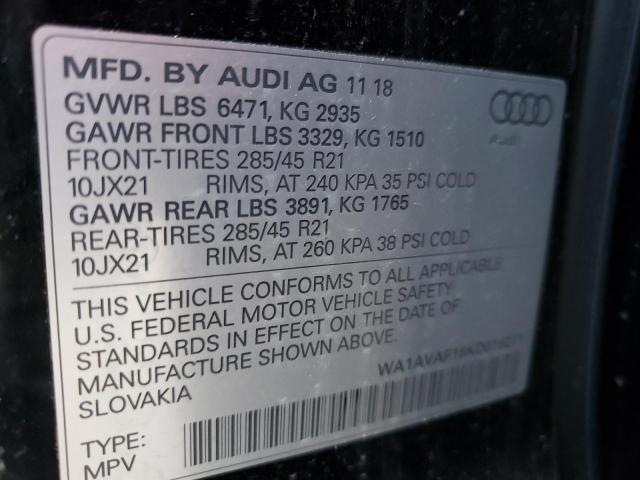 MFD. BY AUDI AG 11 18
GVWR LBS 6471, KG 2935
GAWR FRONT LBS 3329, KG 1510
FRONT-TIRES 285/45 R21
10JX21 RIMS, AT 240 KPA 35 PSI COLD
GAWR REAR LBS 3891, KG 1765
REAR-TIRES 285/45 R21
10JX21 RIMS, AT 260 KPA 38 PSI COLD
Audi
THIS VEHICLE CONFORMS TO ALL APPLICABLE
U.S. FEDERAL MOTOR VEHICLE SAFETY
STANDARDS IN EFFECT ON THE DATE OF
MANUFACTURE SHOWN ABOVE.
SLOVAKIA
TYPE:
MPV